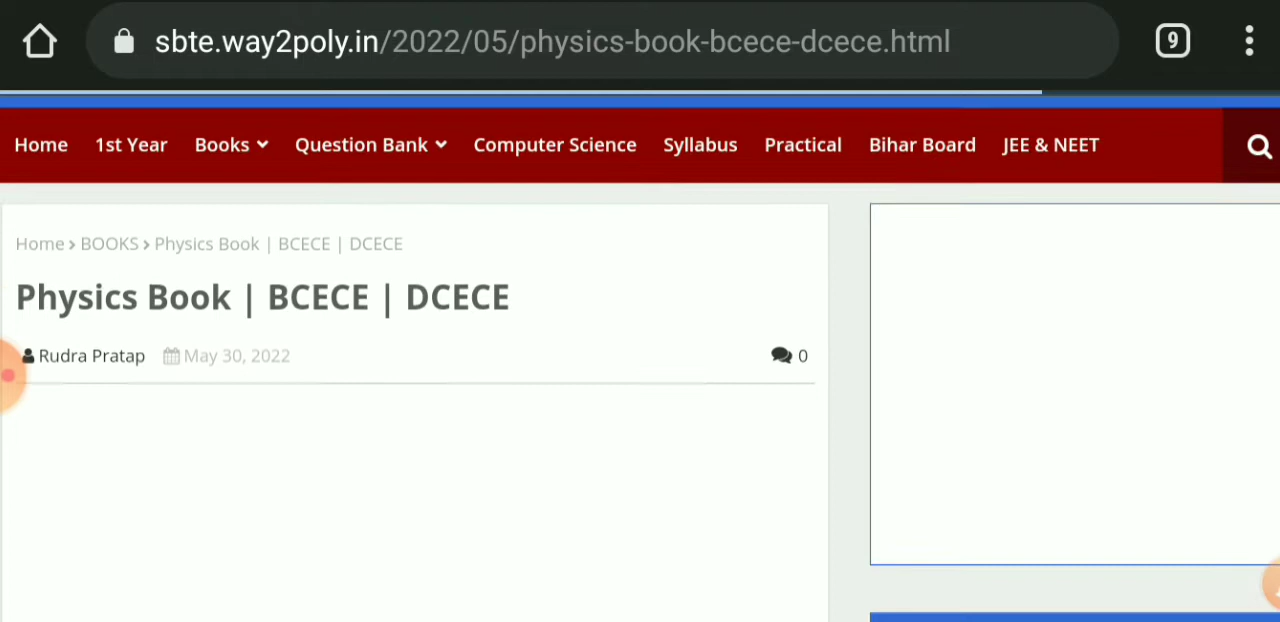 sbte.way2poly.in/2022/05/physics-book-bcece-dcece.html 9
Home 1st Year Books Question Bank Computer Science Syllabus Practical Bihar Board JEE & NEET
Home > BOOKS > Physics Book | BCECE | DCECE
Physics Book | BCECE | DCECE
Rudra Pratap May 30, 2022 0